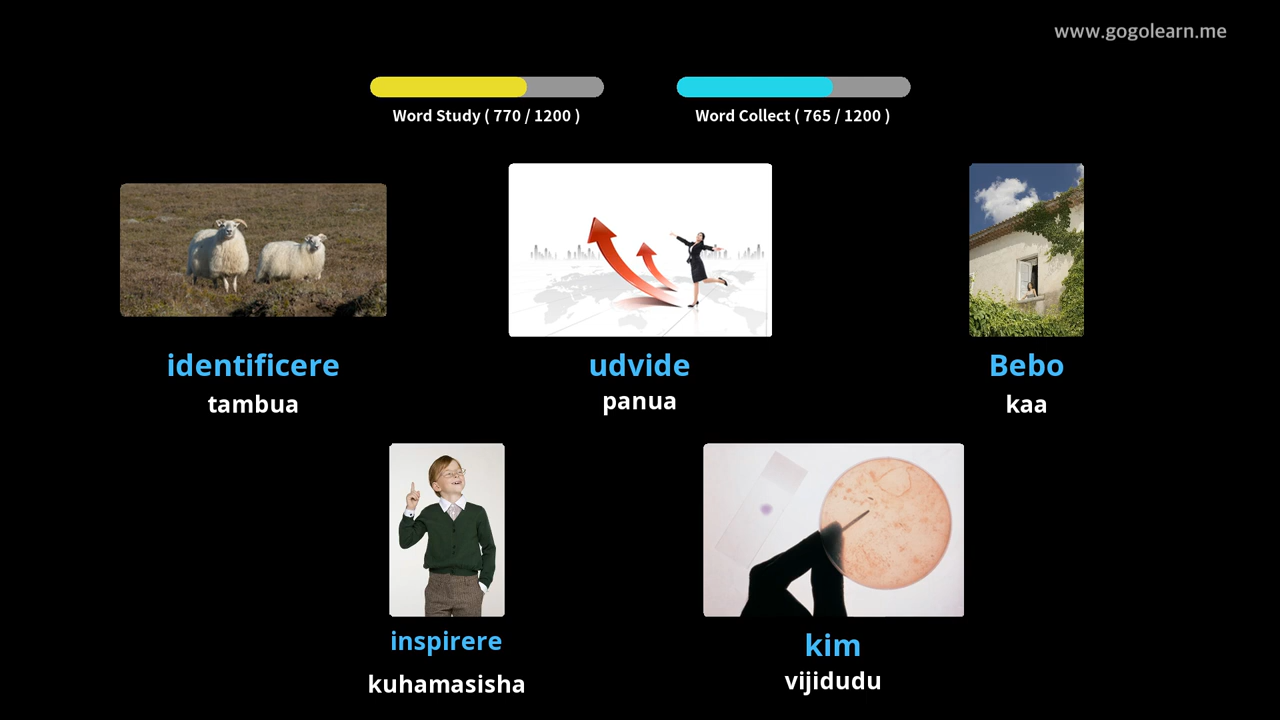 www.gogolearn.me
Word Study ( 770 / 1200 )
Word Collect ( 765 / 1200 )
identificere
tambua
udvide
panua
Bebo
kaa
inspirere
kuhamasisha
kim
vijidudu